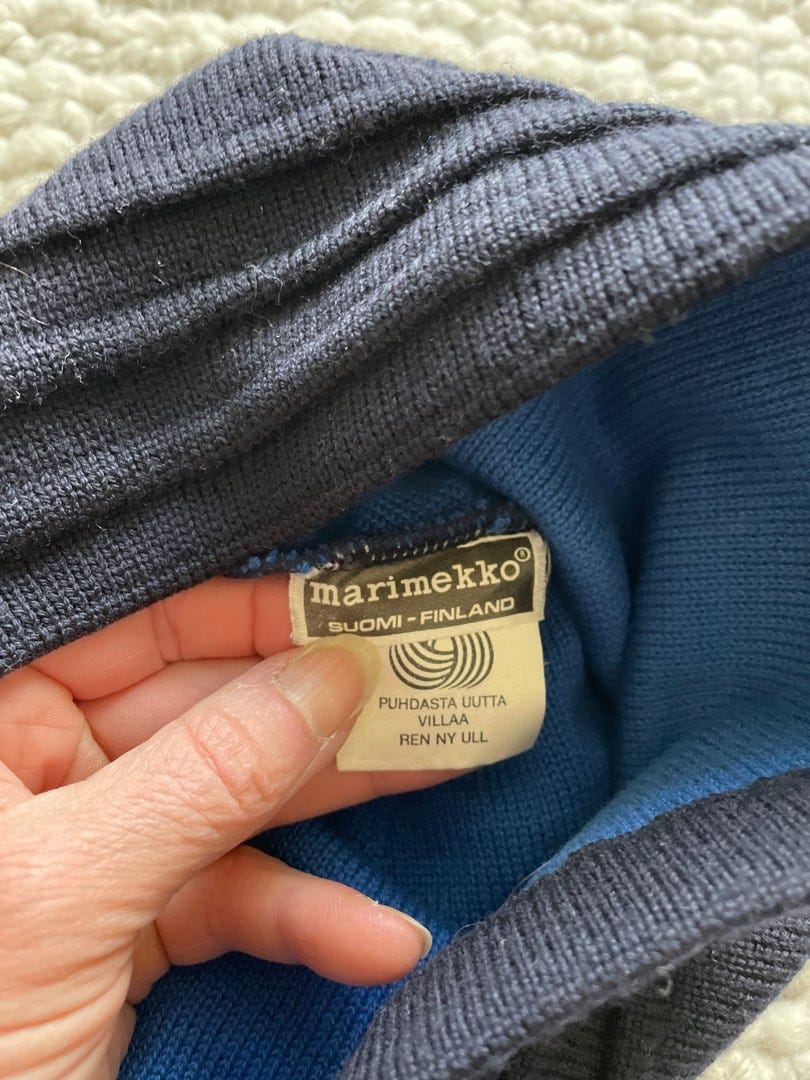 marimekko®
SUOMI - FINLAND
PUHDASTA UUTTA
VILLAA
REN NY ULL